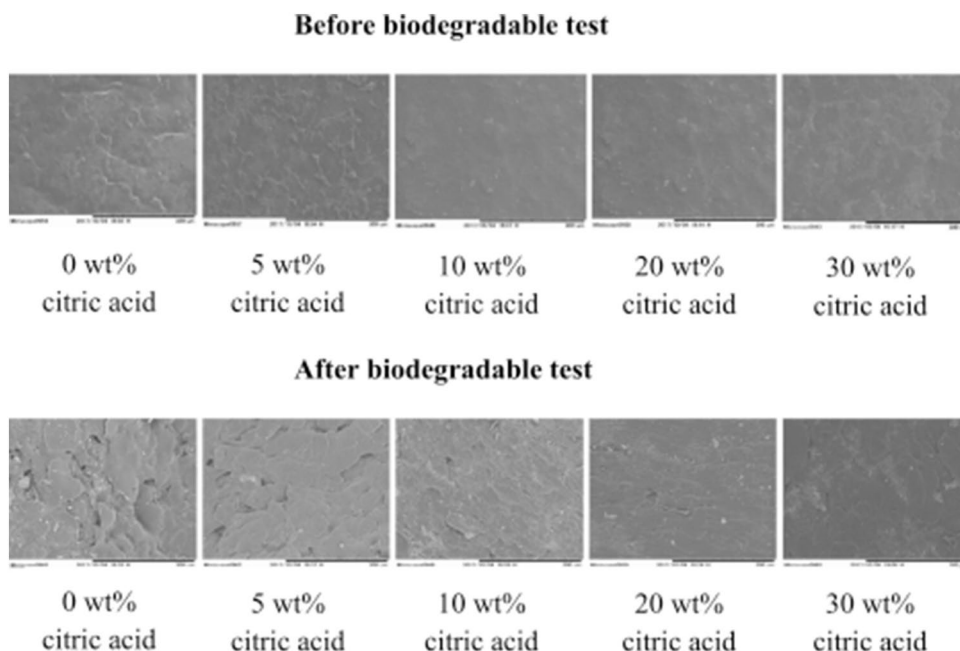 Before biodegradable test
0 wt% 5 wt% 10 wt% 20 wt% 30 wt%
citric acid citric acid citric acid citric acid citric acid
After biodegradable test
0 wt% 5 wt% 10 wt% 20 wt% 30 wt%
citric acid citric acid citric acid citric acid citric acid